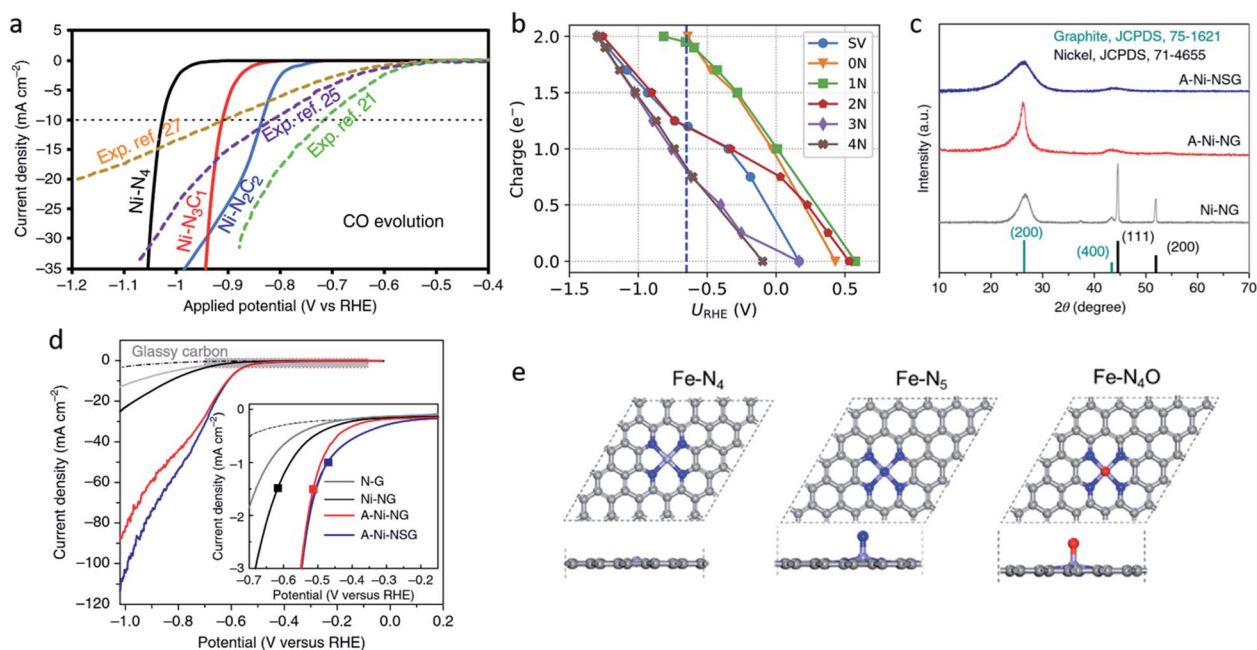 a
5
0
−5
−10
−15
−20
−25
−30
−35
Current density (mA cm⁻²)
Exp. ref. 27
Exp. ref. 25
Exp. ref. 21
Ni-N₄
Ni-N₃C₁
Ni-N₂C₂
CO evolution
−1.2 −1.1 −1 −0.9 −0.8 −0.7 −0.6 −0.5 −0.4
Applied potential (V vs RHE)
b
2.0
1.5
1.0
0.5
0.0
Charge (e⁻)
SV
0N
1N
2N
3N
4N
−1.5 −1.0 −0.5 0.0 0.5
U_RHE (V)
c
Graphite, JCPDS, 75-1621
Nickel, JCPDS, 71-4655
A-Ni-NSG
A-Ni-NG
Ni-NG
(200)
(400)
(111)
(200)
Intensity (a.u.)
10 20 30 40 50 60 70
2θ (degree)
d
Glassy carbon
0
−20
−40
−60
−80
−100
−120
Current density (mA cm⁻²)
0
−1
−2
−3
Current density (mA cm⁻²)
N-G
Ni-NG
A-Ni-NG
A-Ni-NSG
−0.7 −0.6 −0.5 −0.4 −0.3 −0.2
Potential (V versus RHE)
−1.0 −0.8 −0.6 −0.4 −0.2 0.0
Potential (V versus RHE)
e
Fe-N₄
Fe-N₅
Fe-N₄O